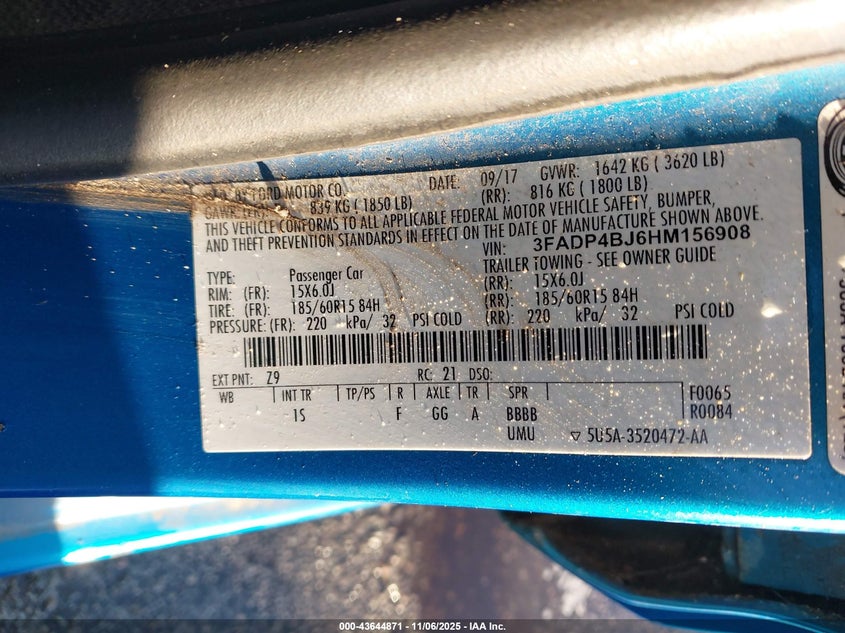 BY FORD MOTOR CO. DATE: 09/17 GVWR: 1642 KG ( 3620 LB)
839 KG ( 1850 LB) (RR): 816 KG ( 1800 LB)
THIS VEHICLE CONFORMS TO ALL APPLICABLE FEDERAL MOTOR VEHICLE SAFETY, BUMPER,
AND THEFT PREVENTION STANDARDS IN EFFECT ON THE DATE OF MANUFACTURE SHOWN ABOVE.
VIN: 3FADP4BJ6HM156908
TRAILER TOWING - SEE OWNER GUIDE
TYPE: Passenger Car
RIM: (FR): 15X6.0J (RR): 15X6.0J
TIRE: (FR): 185/60R15 84H (RR): 185/60R15 84H
PRESSURE: (FR): 220 kPa/ 32 PSI COLD (RR): 220 kPa/ 32 PSI COLD
EXT PNT: Z9 RC: 21 DSO:
WB INT TR TP/PS R AXLE TR SPR F0065
1S F GG A BBBB R0084
UMU ▽ 5U5A-3520472-AA
000-43644871 - 11/06/2025 - IAA Inc.